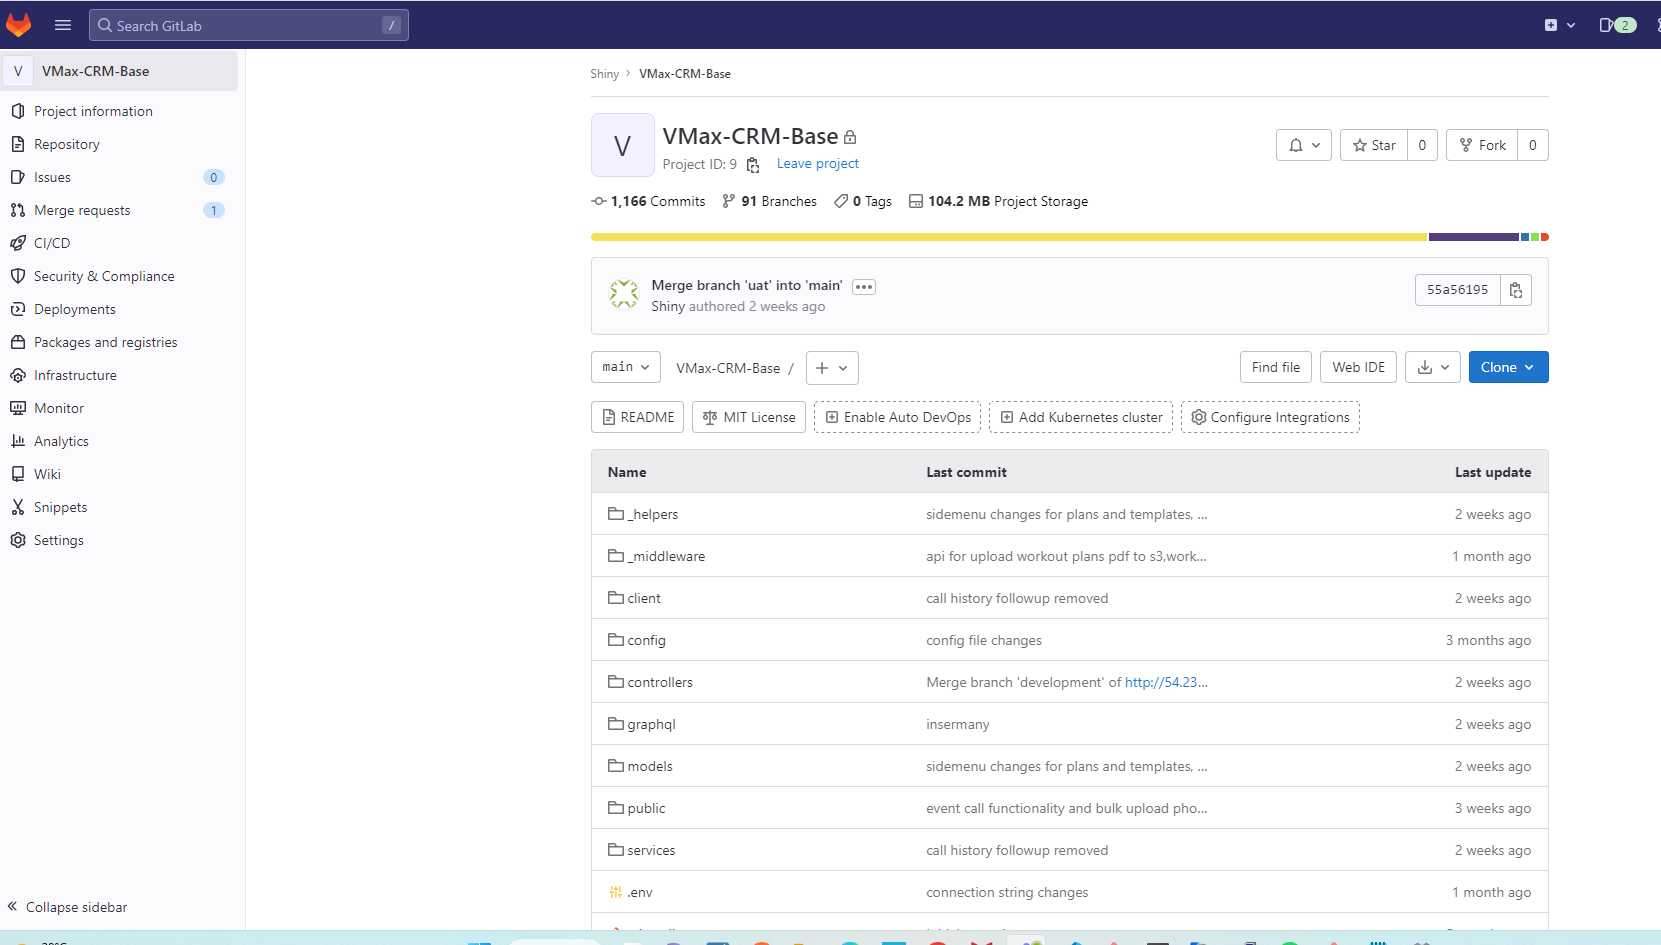 Search GitLab
/
2
V
VMax-CRM-Base
Project information
Repository
Issues
0
Merge requests
1
CI/CD
Security & Compliance
Deployments
Packages and registries
Infrastructure
Monitor
Analytics
Wiki
Snippets
Settings
Collapse sidebar
Shiny > VMax-CRM-Base
V
VMax-CRM-Base
Project ID: 9
Leave project
Star
0
Fork
0
1,166 Commits
91 Branches
0 Tags
104.2 MB Project Storage
Merge branch 'uat' into 'main'
Shiny authored 2 weeks ago
55a56195
main
VMax-CRM-Base /
Find file
Web IDE
Clone
README
MIT License
Enable Auto DevOps
Add Kubernetes cluster
Configure Integrations
Name Last commit Last update
_helpers sidemenu changes for plans and templates, ... 2 weeks ago
_middleware api for upload workout plans pdf to s3,work... 1 month ago
client call history followup removed 2 weeks ago
config config file changes 3 months ago
controllers Merge branch 'development' of http://54.23... 2 weeks ago
graphql insermany 2 weeks ago
models sidemenu changes for plans and templates, ... 2 weeks ago
public event call functionality and bulk upload pho... 3 weeks ago
services call history followup removed 2 weeks ago
.env connection string changes 1 month ago